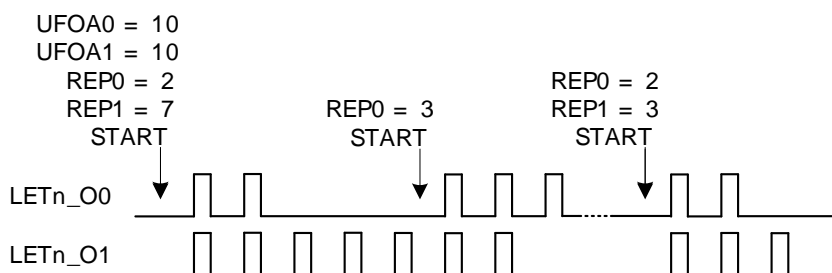 UFOA0 = 10
UFOA1 = 10
REP0 = 2
REP1 = 7
START
REP0 = 3
START
REP0 = 2
REP1 = 3
START
LETn_O0
LETn_O1